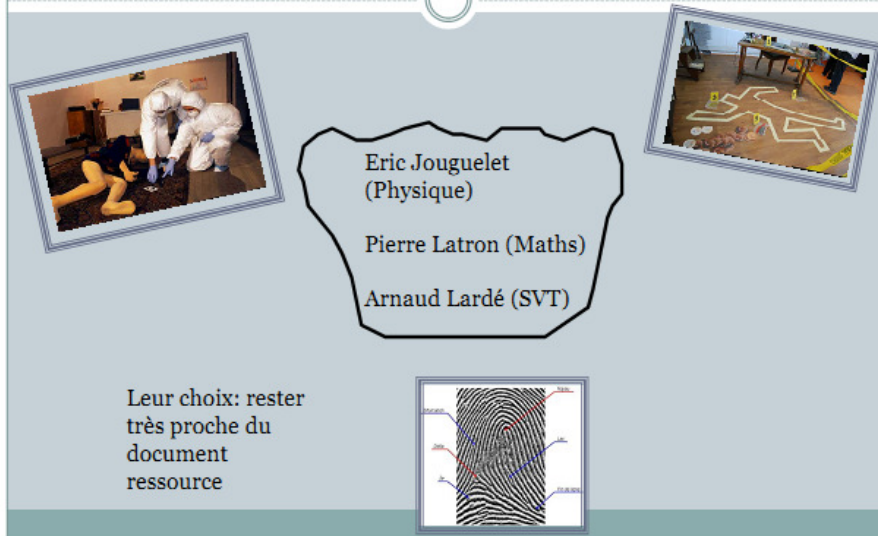 Eric Jouguelet
(Physique)
Pierre Latron (Maths)
Arnaud Lardé (SVT)
Leur choix: rester
très proche du
document
ressource